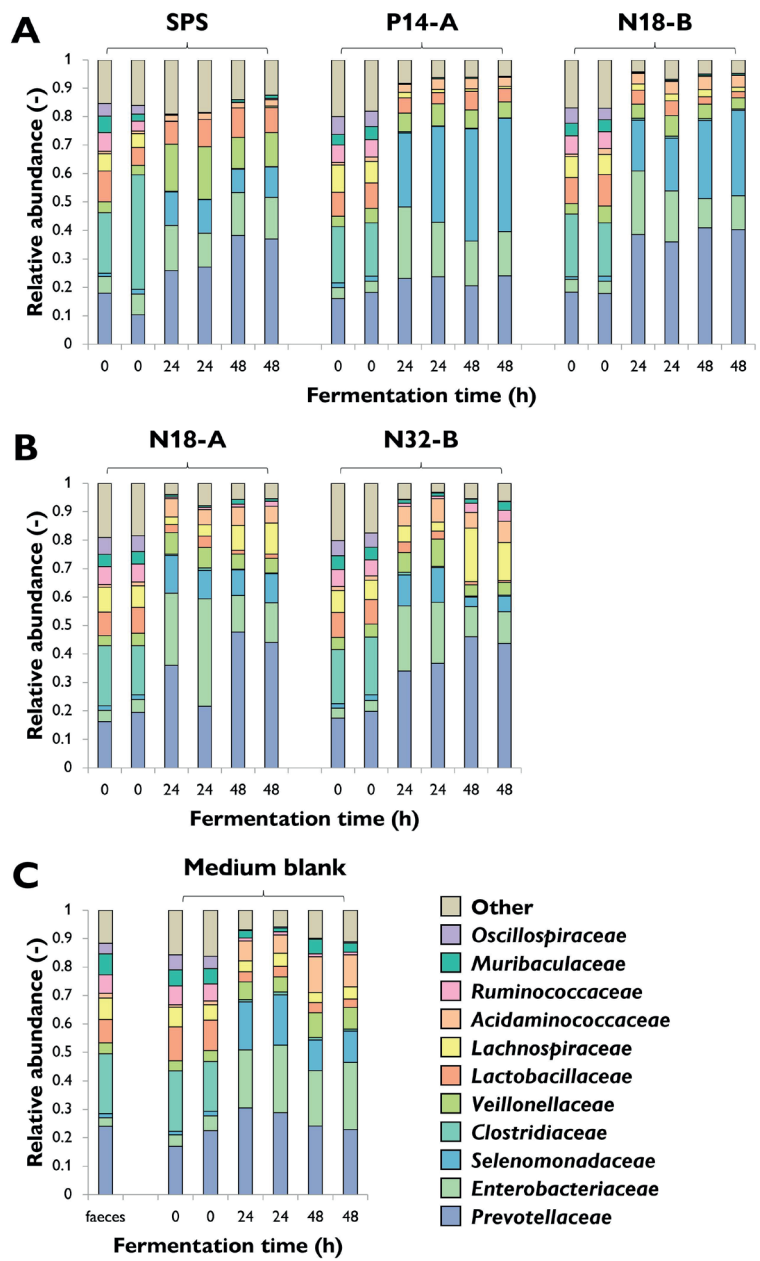 A
SPS
P14-A
N18-B
Relative abundance (-)
1
0.9
0.8
0.7
0.6
0.5
0.4
0.3
0.2
0.1
0
0 0 24 24 48 48
0 0 24 24 48 48
0 0 24 24 48 48
Fermentation time (h)
B
N18-A
N32-B
Relative abundance (-)
1
0.9
0.8
0.7
0.6
0.5
0.4
0.3
0.2
0.1
0
0 0 24 24 48 48
0 0 24 24 48 48
Fermentation time (h)
C
Medium blank
Relative abundance (-)
1
0.9
0.8
0.7
0.6
0.5
0.4
0.3
0.2
0.1
0
faeces 0 0 24 24 48 48
Fermentation time (h)
Other
Oscillospiraceae
Muribaculaceae
Ruminococcaceae
Acidaminococcaceae
Lachnospiraceae
Lactobacillaceae
Veillonellaceae
Clostridiaceae
Selenomonadaceae
Enterobacteriaceae
Prevotellaceae